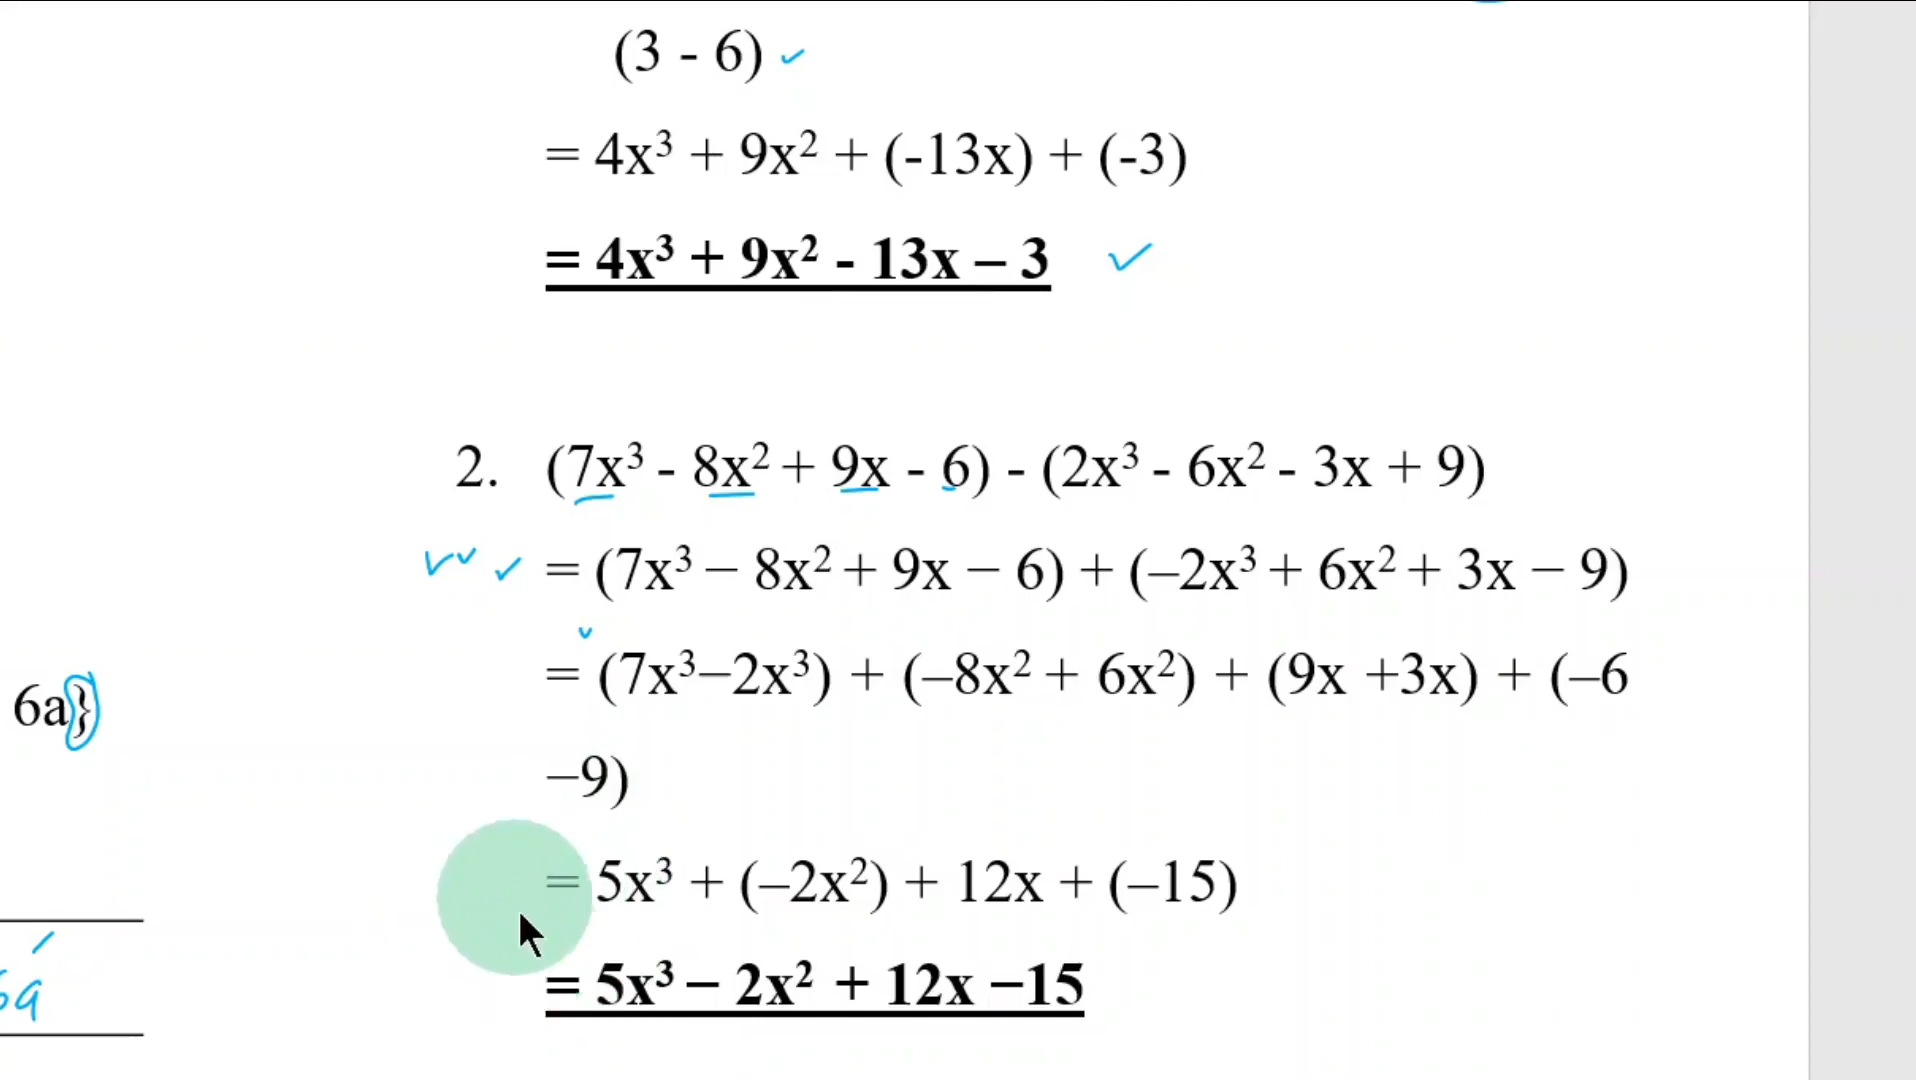 (3 - 6)
= 4x³ + 9x² + (-13x) + (-3)
= 4x³ + 9x² - 13x – 3
2. (7x³ - 8x² + 9x - 6) - (2x³ - 6x² - 3x + 9)
= (7x³ – 8x² + 9x – 6) + (–2x³ + 6x² + 3x – 9)
= (7x³–2x³) + (–8x² + 6x²) + (9x +3x) + (–6
–9)
= 5x³ + (–2x²) + 12x + (–15)
= 5x³ – 2x² + 12x –15
6a}